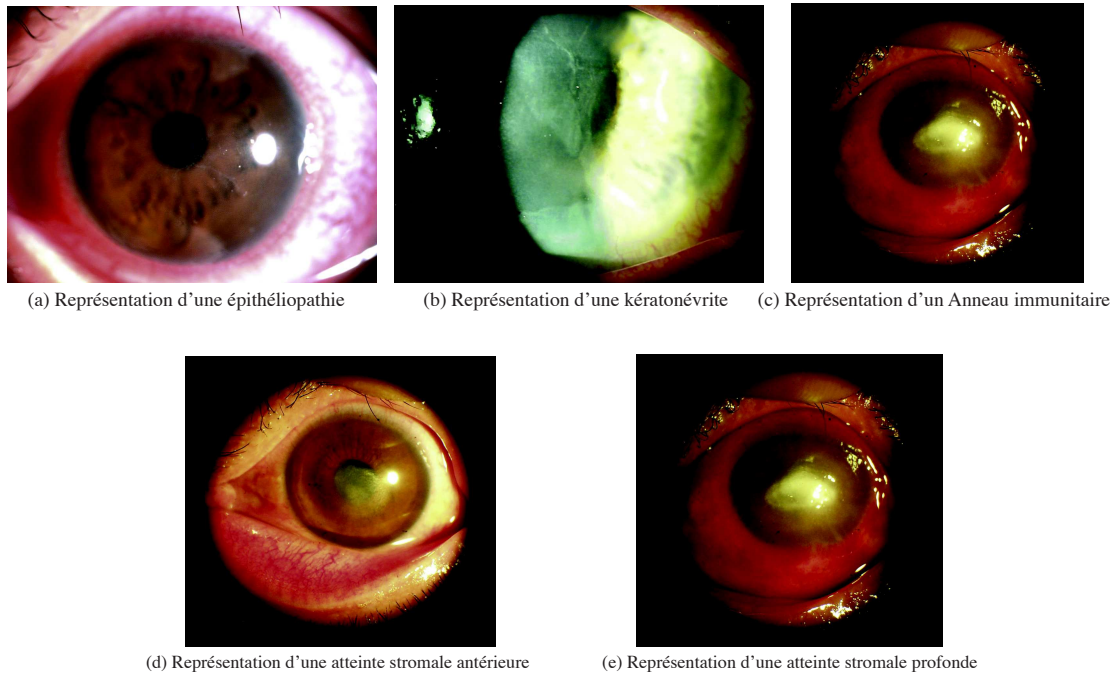 (a) Représentation d'une épithéliopathie
(b) Représentation d'une kératonévrite
(c) Représentation d'un Anneau immunitaire
(d) Représentation d'une atteinte stromale antérieure
(e) Représentation d'une atteinte stromale profonde